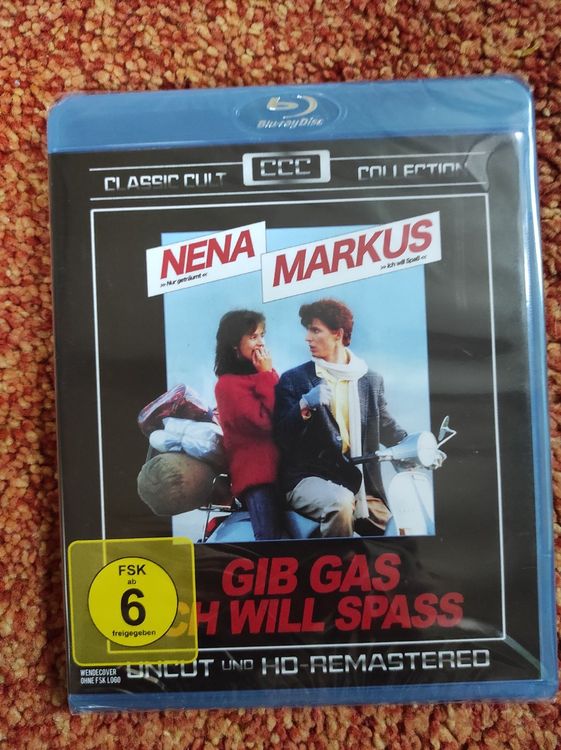 Blu-ray Disc
CLASSIC CULT CCC COLLECTION
NENA
» Nur geträumt «
MARKUS
» Ich will Spaß «
GIB GAS
ICH WILL SPASS
FSK
ab
6
freigegeben
WENDECOVER
OHNE FSK LOGO
UNCUT UND HD-REMASTERED